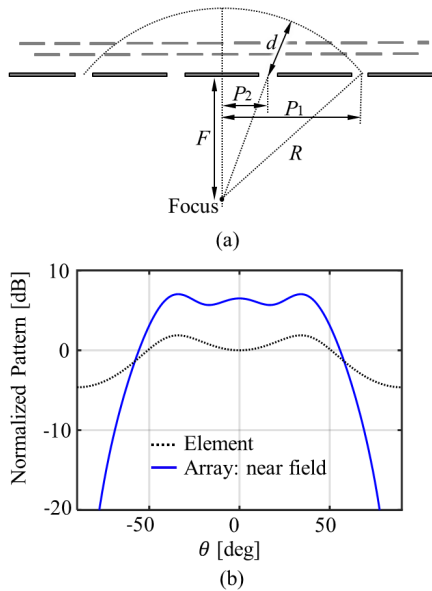 d
P2
P1
F
R
Focus
(a)
Normalized Pattern [dB]
10
0
-10
-20
Element
Array: near field
-50 0 50
θ [deg]
(b)